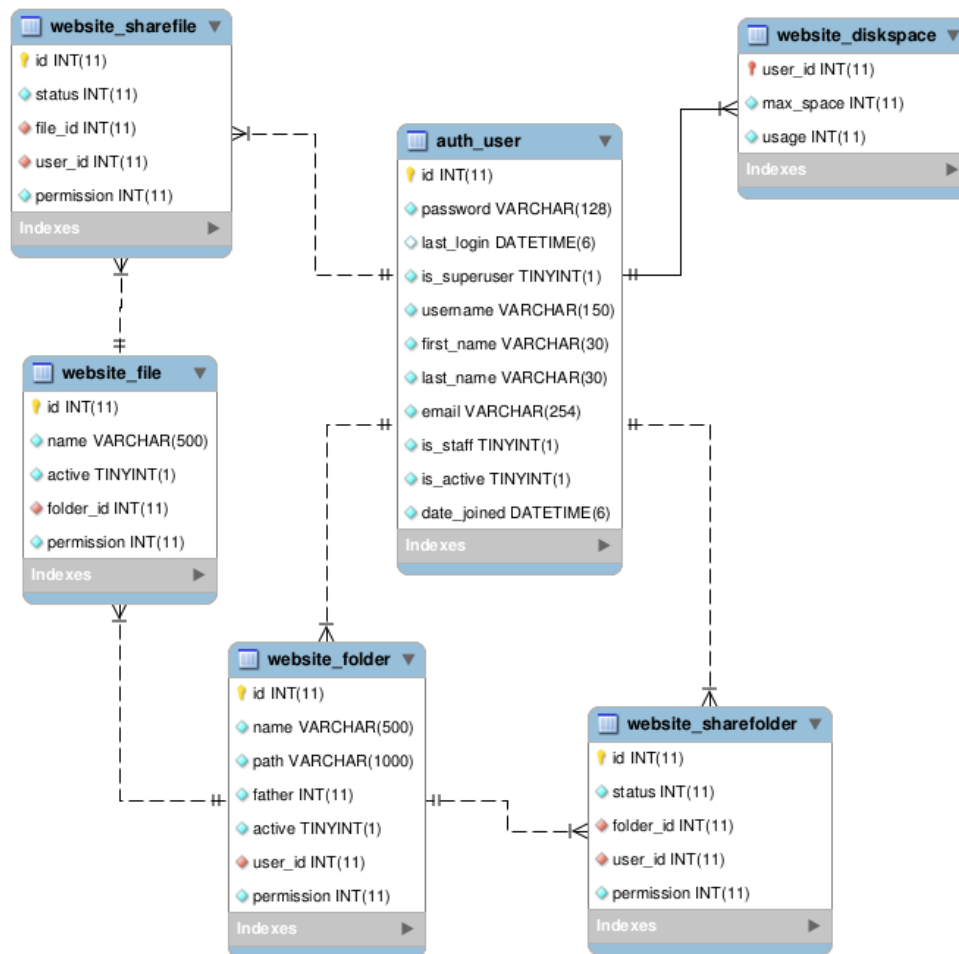 website_sharefile
id INT(11)
status INT(11)
file_id INT(11)
user_id INT(11)
permission INT(11)
Indexes
website_diskspace
user_id INT(11)
max_space INT(11)
usage INT(11)
Indexes
auth_user
id INT(11)
password VARCHAR(128)
last_login DATETIME(6)
is_superuser TINYINT(1)
username VARCHAR(150)
first_name VARCHAR(30)
last_name VARCHAR(30)
email VARCHAR(254)
is_staff TINYINT(1)
is_active TINYINT(1)
date_joined DATETIME(6)
Indexes
website_file
id INT(11)
name VARCHAR(500)
active TINYINT(1)
folder_id INT(11)
permission INT(11)
Indexes
website_folder
id INT(11)
name VARCHAR(500)
path VARCHAR(1000)
father INT(11)
active TINYINT(1)
user_id INT(11)
permission INT(11)
Indexes
website_sharefolder
id INT(11)
status INT(11)
folder_id INT(11)
user_id INT(11)
permission INT(11)
Indexes